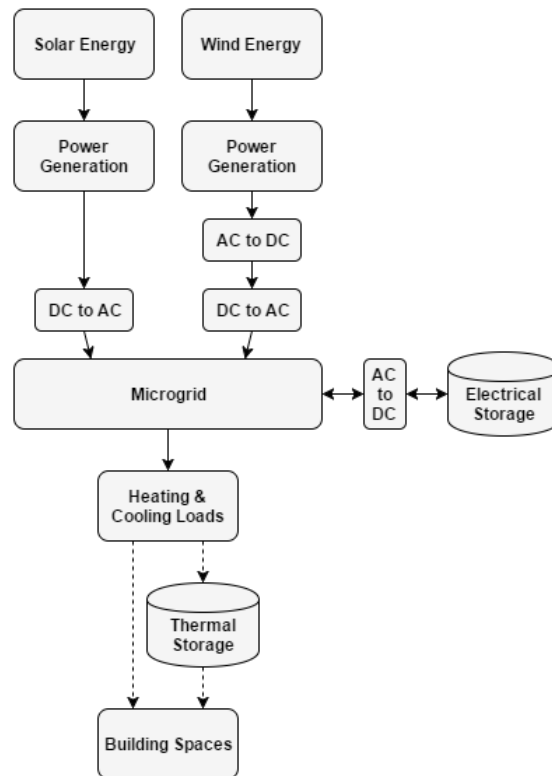 Solar Energy
Wind Energy
Power
Generation
Power
Generation
AC to DC
DC to AC
DC to AC
Microgrid
AC
to
DC
Electrical
Storage
Heating &
Cooling Loads
Thermal
Storage
Building Spaces